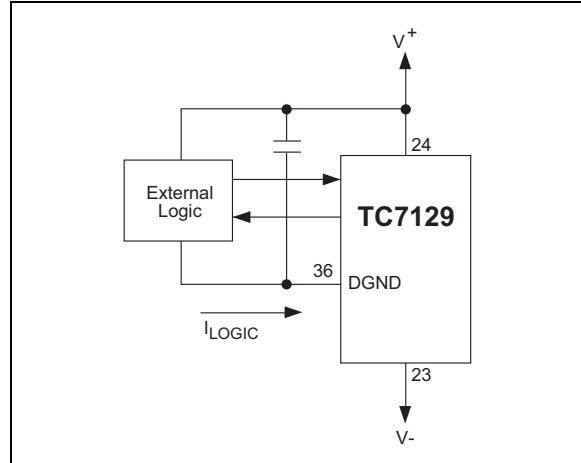 V+
24
External
Logic
TC7129
36
DGND
ILOGIC
23
V-